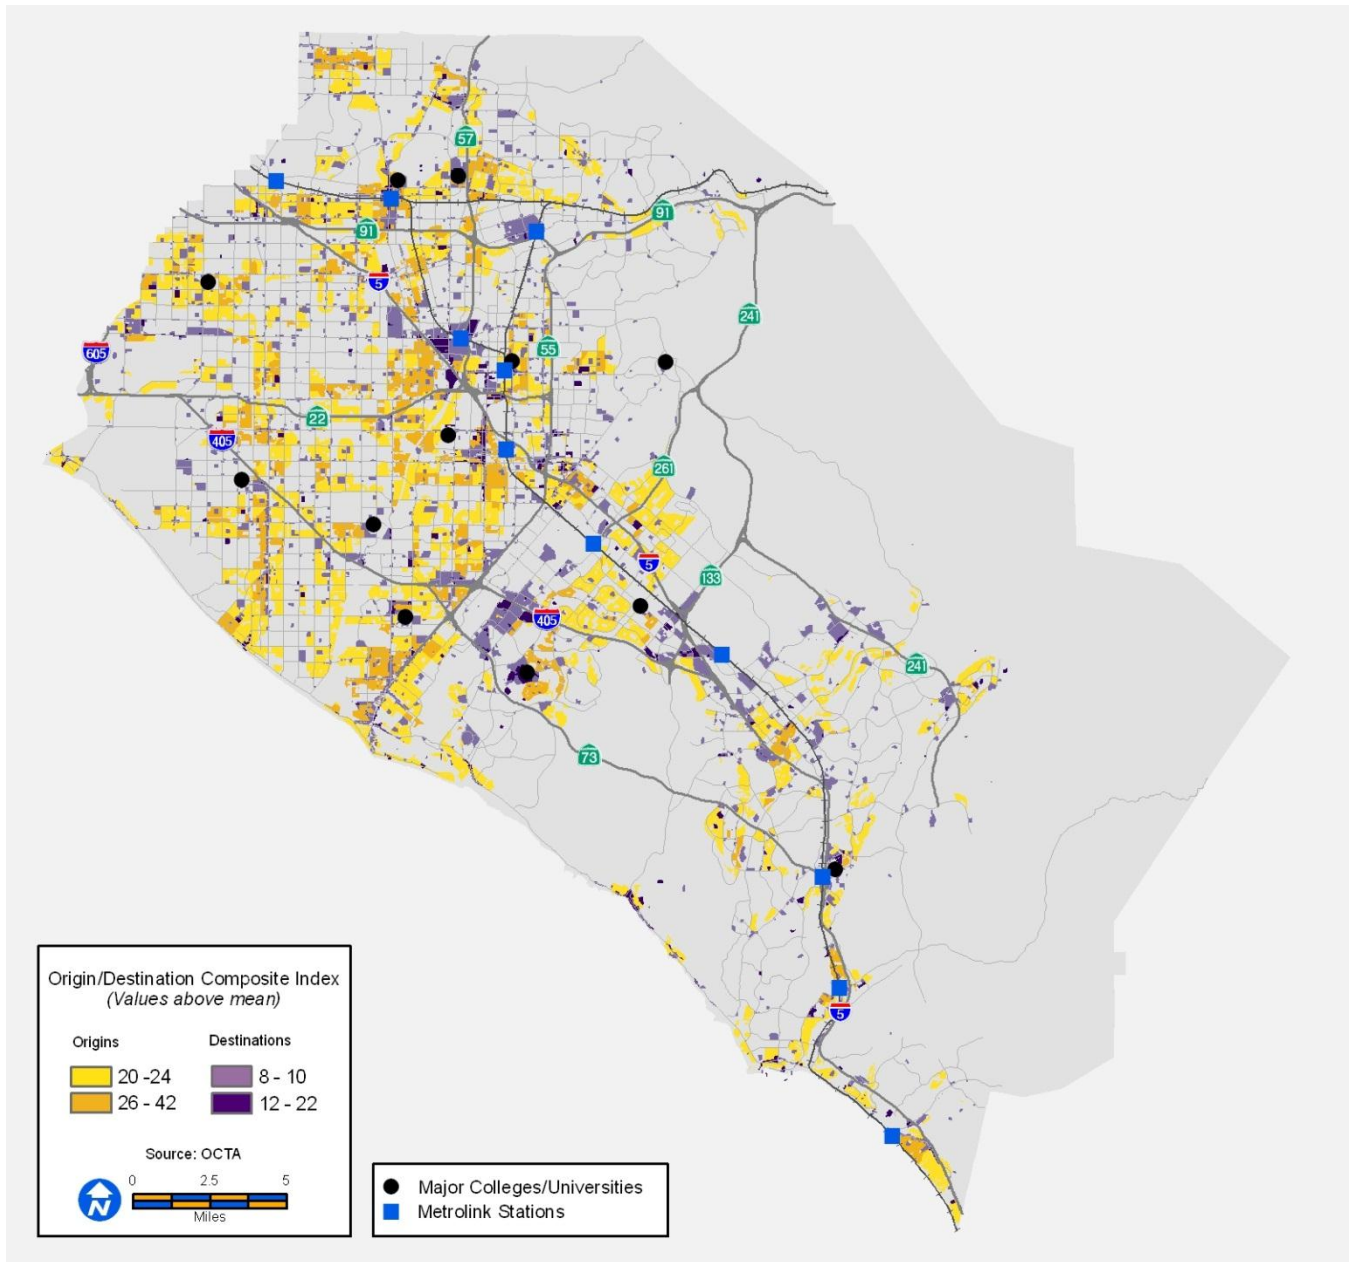 57
91
91
5
241
605
55
22
405
261
5
133
405
241
73
5
Origin/Destination Composite Index
(Values above mean)
Origins Destinations
20 -24 8 - 10
26 - 42 12 - 22
Source: OCTA
0 2.5 5
N
Miles
Major Colleges/Universities
Metrolink Stations